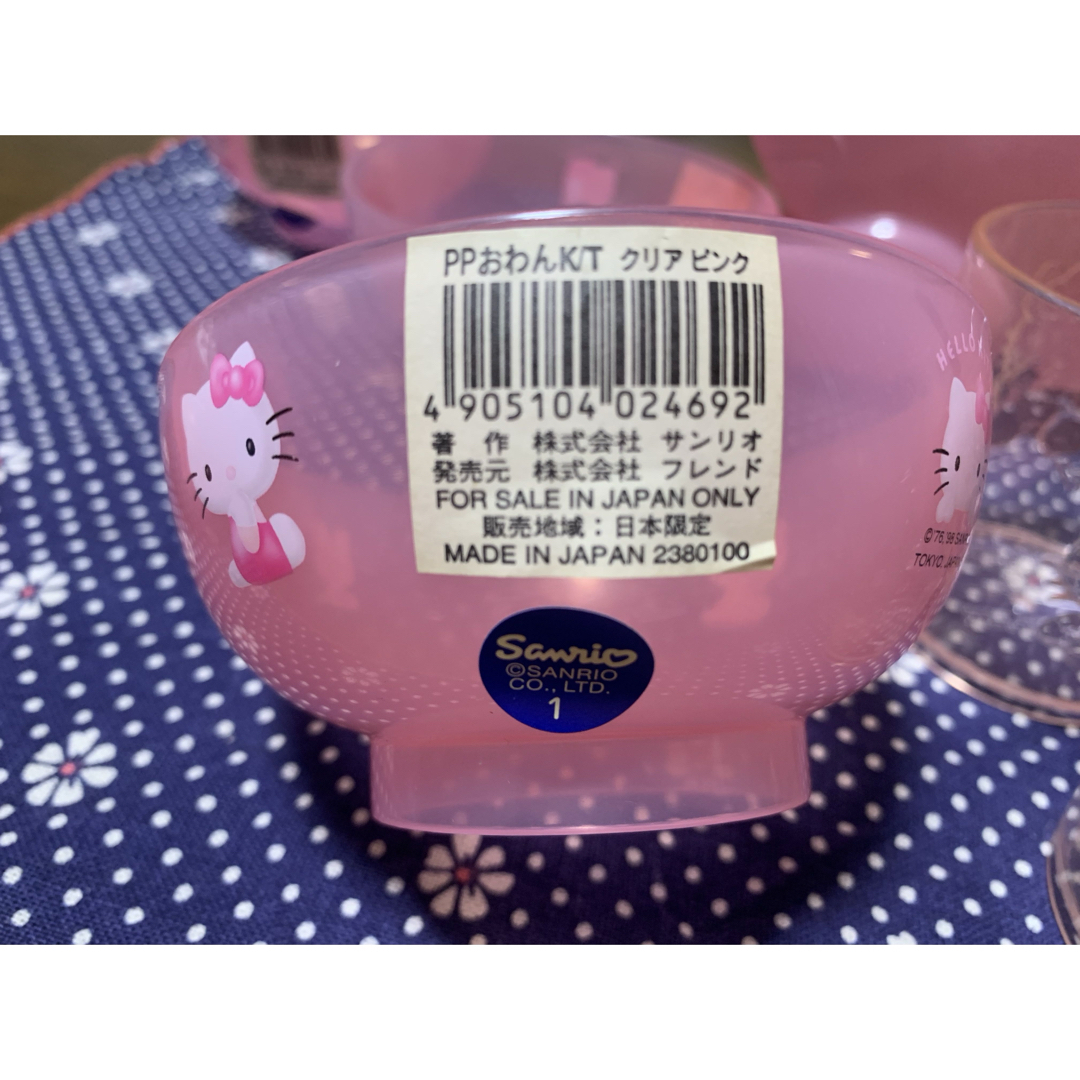 PPおわんK/T クリア ピンク
4 905104 024692
著 作 株式会社 サンリオ
発売元 株式会社 フレンド
FOR SALE IN JAPAN ONLY
販売地域：日本限定
MADE IN JAPAN 2380100
Sanrio
©SANRIO
CO., LTD.
1
HELLO
TOKYO,